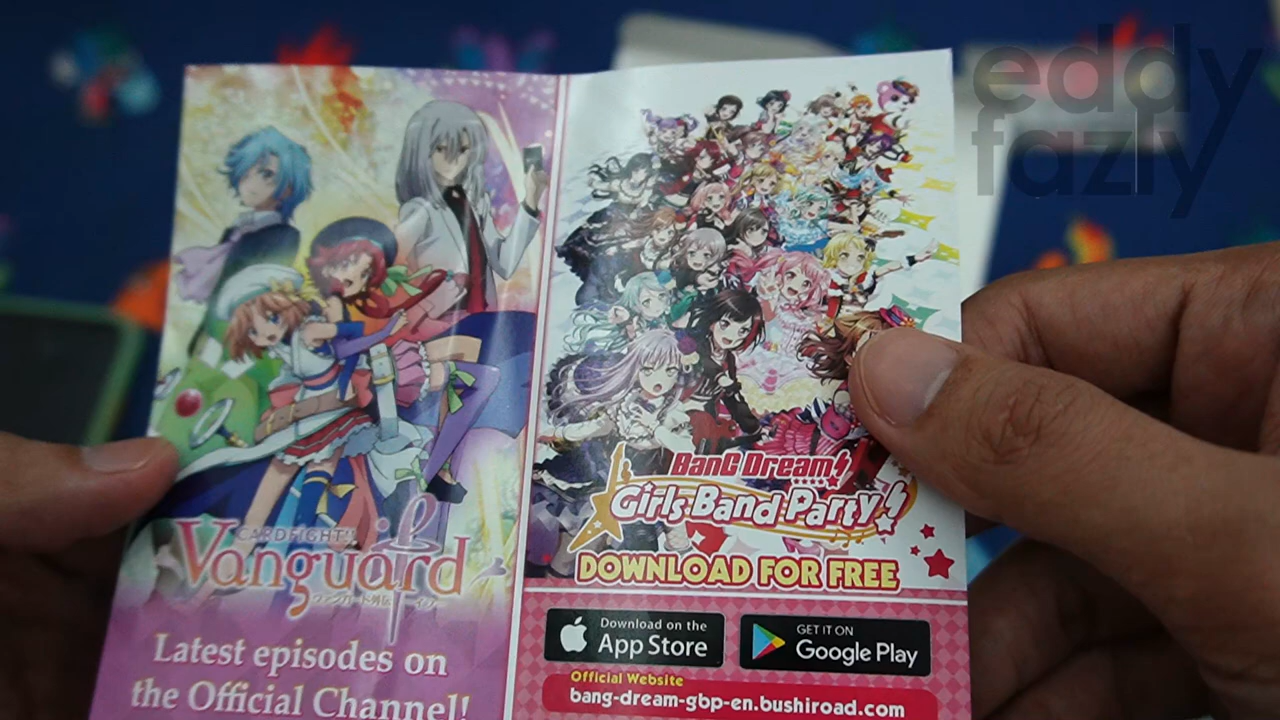 eddy
fazly
CARDFIGHT!!
Vanguard if
ヴァンガード外伝 イフ
Latest episodes on
the Official Channel!
BanG Dream!
Girls Band Party!
DOWNLOAD FOR FREE
Download on the
App Store
GET IT ON
Google Play
Official Website
bang-dream-gbp-en.bushiroad.com